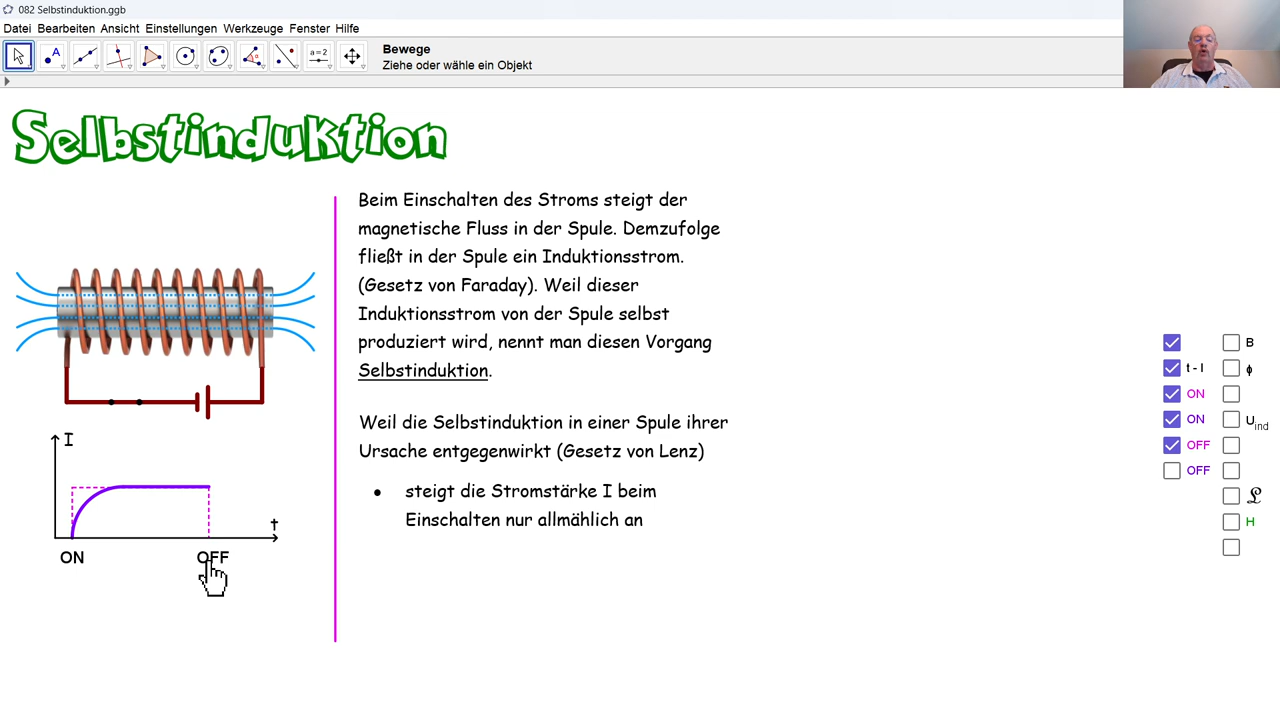 082 Selbstinduktion.ggb
Datei Bearbeiten Ansicht Einstellungen Werkzeuge Fenster Hilfe
A
a=2
Bewege
Ziehe oder wähle ein Objekt
Selbstinduktion
Beim Einschalten des Stroms steigt der
magnetische Fluss in der Spule. Demzufolge
fließt in der Spule ein Induktionsstrom.
(Gesetz von Faraday). Weil dieser
Induktionsstrom von der Spule selbst
produziert wird, nennt man diesen Vorgang
Selbstinduktion.
Weil die Selbstinduktion in einer Spule ihrer
Ursache entgegenwirkt (Gesetz von Lenz)
• steigt die Stromstärke I beim
Einschalten nur allmählich an
I
t
ON OFF
B
t - I ϕ
ON
ON Uind
OFF
OFF
𝔏
H